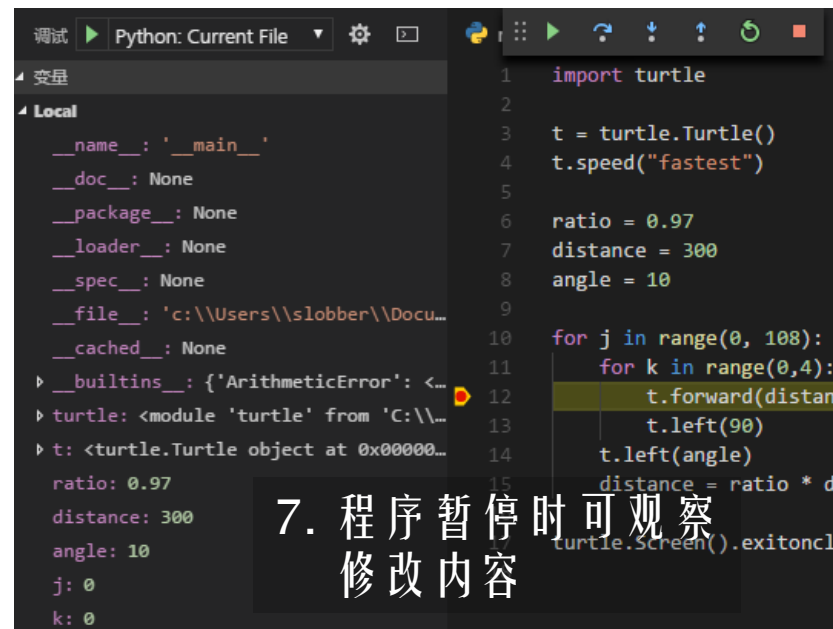 调试 Python: Current File
变量
Local
__name__: '__main__'
__doc__: None
__package__: None
__loader__: None
__spec__: None
__file__: 'c:\\Users\\slobber\\Docu…
__cached__: None
__builtins__: {'ArithmeticError': <…
turtle: <module 'turtle' from 'C:\\…
t: <turtle.Turtle object at 0x00000…
ratio: 0.97
distance: 300
angle: 10
j: 0
k: 0
1 import turtle
2
3 t = turtle.Turtle()
4 t.speed("fastest")
5
6 ratio = 0.97
7 distance = 300
8 angle = 10
9
10 for j in range(0, 108):
11 for k in range(0,4):
12 t.forward(distan
13 t.left(90)
14 t.left(angle)
15 distance = ratio * d
17 turtle.Screen().exitoncl
7. 程序暂停时可观察
修改内容